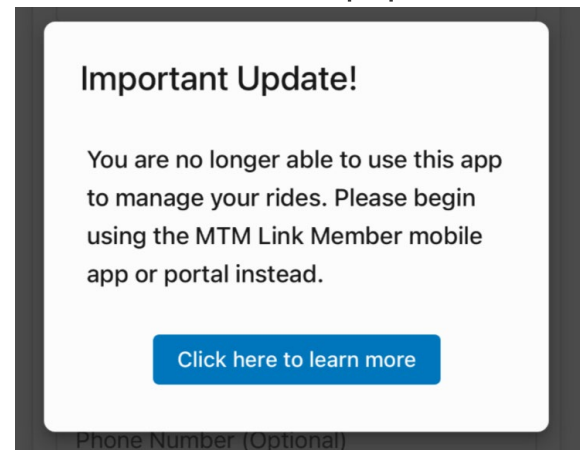 Important Update!
You are no longer able to use this app
to manage your rides. Please begin
using the MTM Link Member mobile
app or portal instead.
Click here to learn more
Phone Number (Optional)